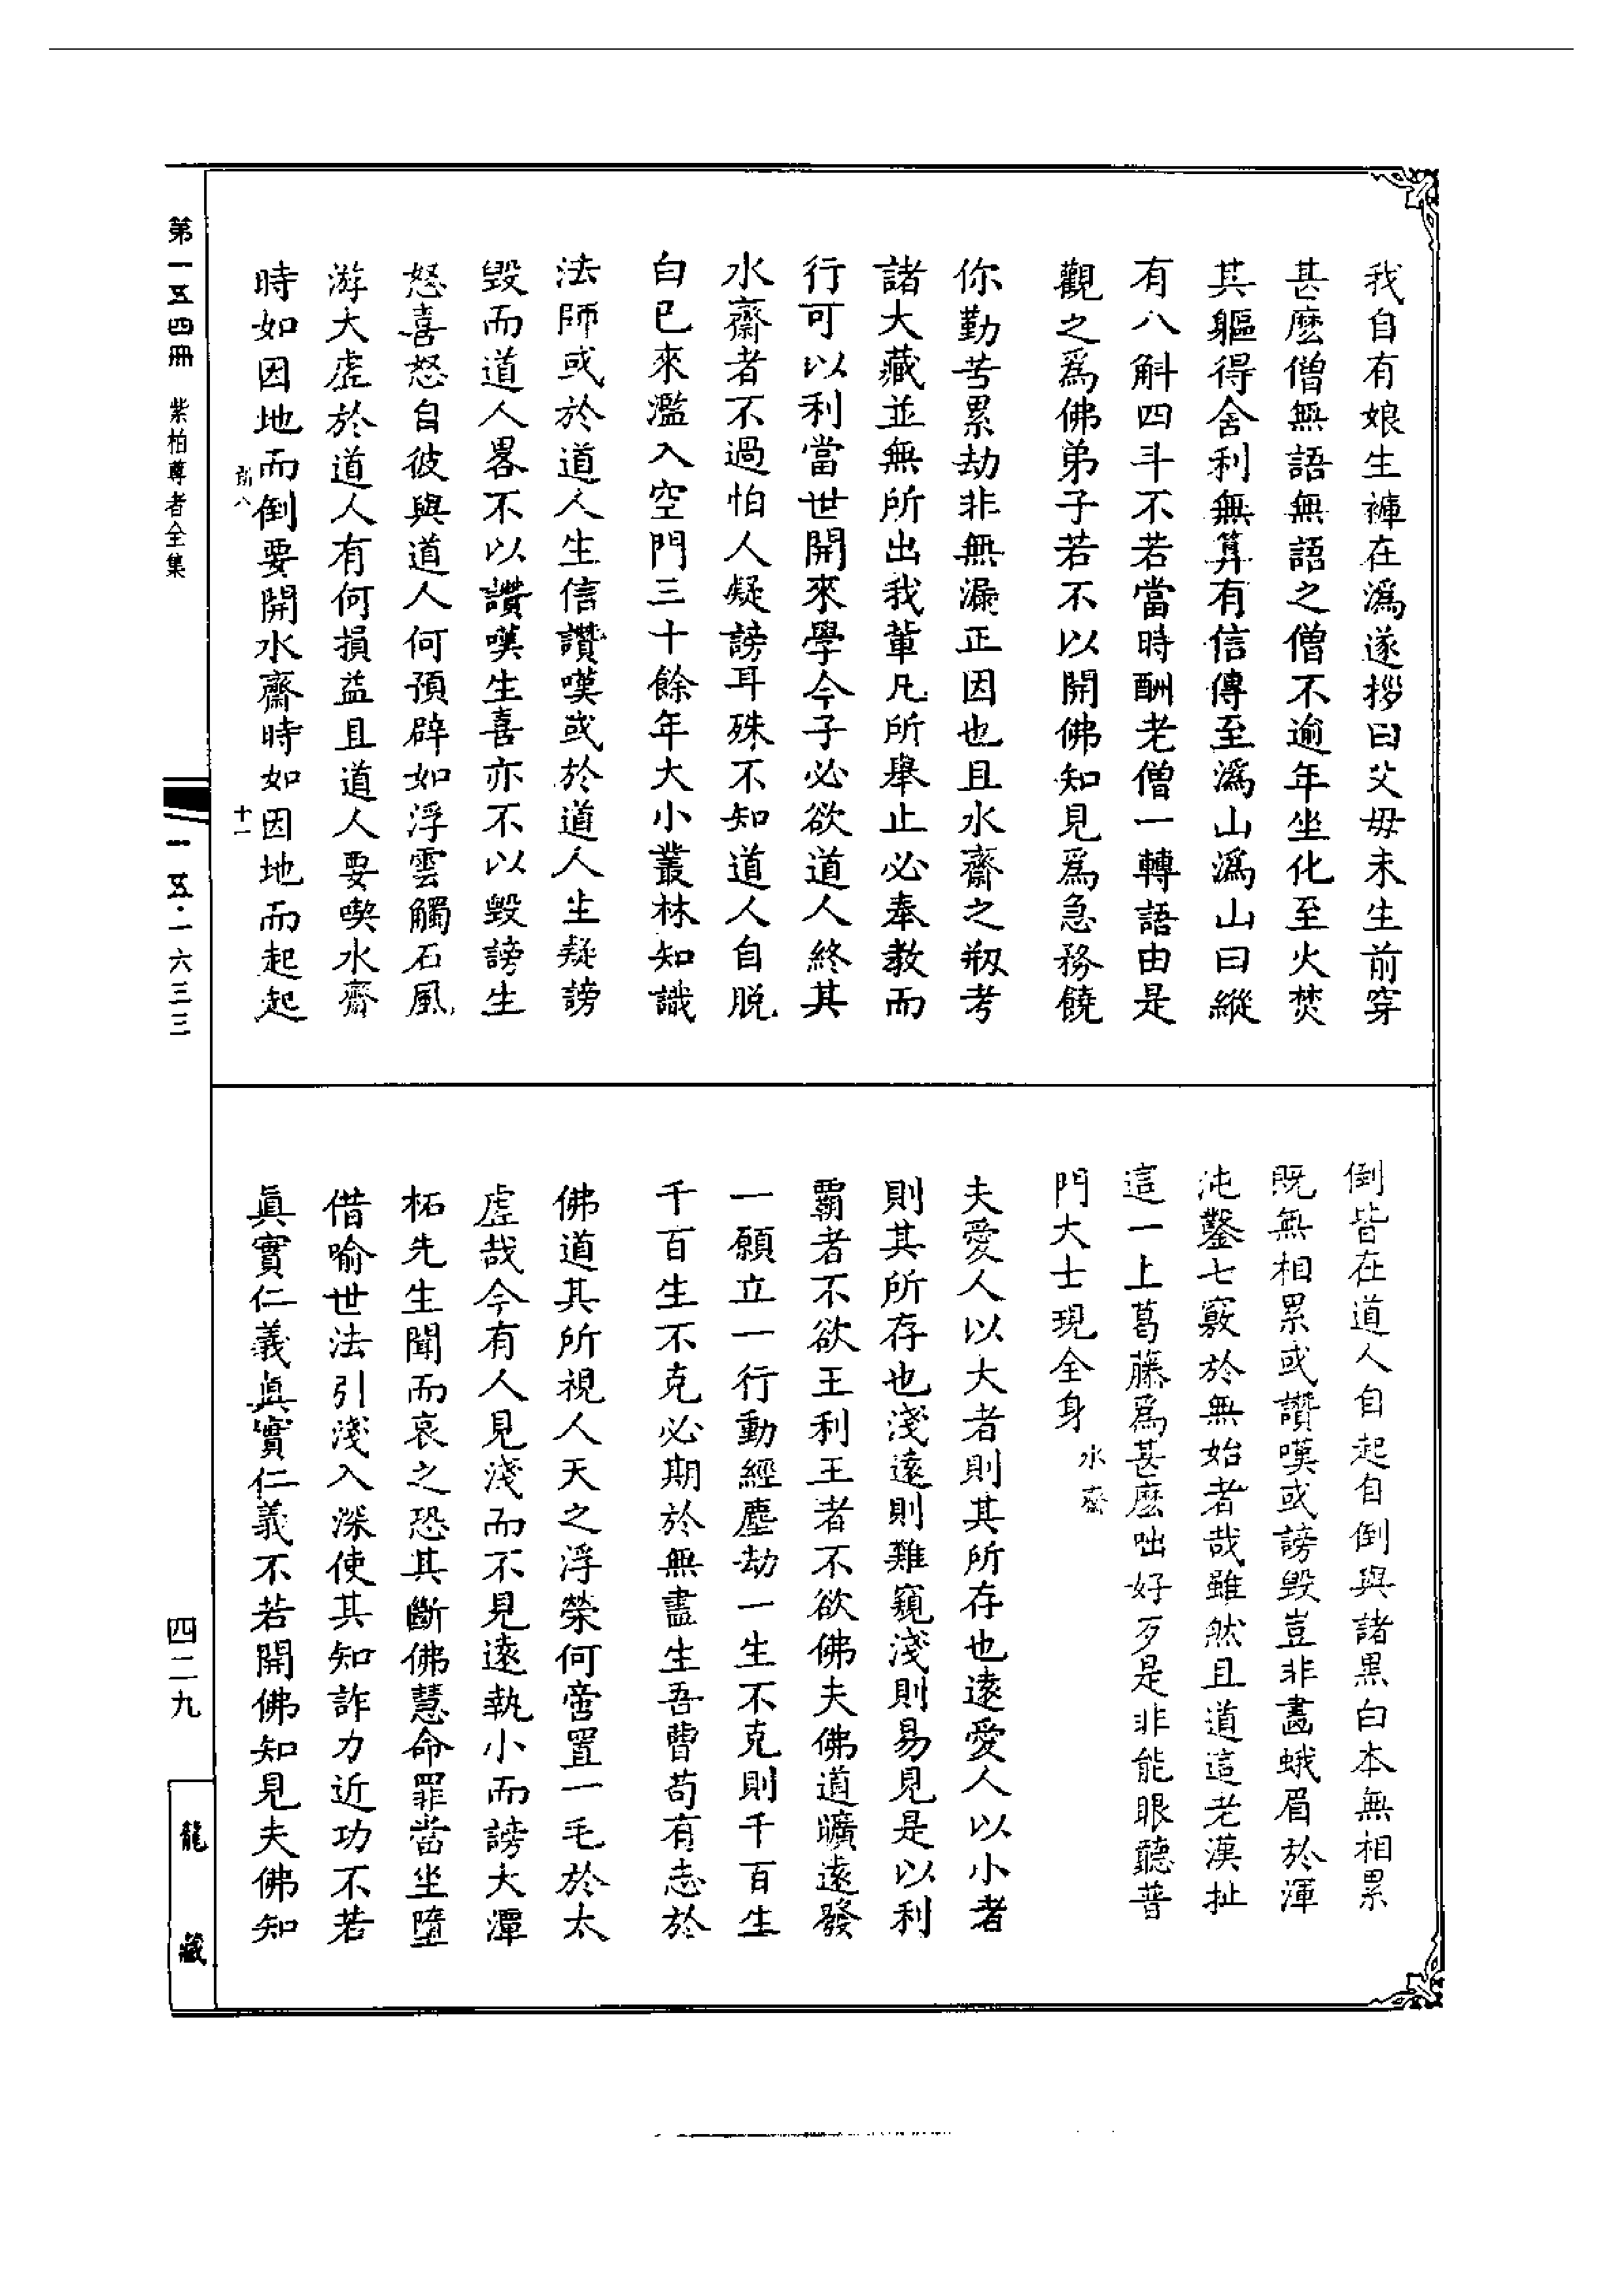 我自有娘生褲在潙遂拶曰父母未生前穿
甚麽僧無語無語之僧不逾年坐化至火焚
其軀得舍利無算有信傳至潙山潙山曰縱
有八斛四斗不若當時酬老僧一轉語由是
觀之爲佛弟子若不以開佛知見爲急務饒
你勤苦累劫非無漏正因也且水齋之剏考
諸大藏並無所出我輩凡所舉止必奉教而
行可以利當世開來學今子必欲道人終其
水齋者不過怕人疑謗耳殊不知道人自脫
白已來濫入空門三十餘年大小叢林知識
法師或於道人生信讚嘆或於道人生疑謗
毀而道人畧不以讚嘆生喜亦不以毀謗生
怒喜怒自彼與道人何預辟如浮雲觸石風
游太虛於道人有何損益且道人要喫水齋
時如因地而倒要開水齋時如因地而起起
倒皆在道人自起自倒與諸黑白本無相累
既無相累或讚嘆或謗毀豈非畵蛾眉於渾
沌鑿七竅於無始者哉雖然且道這老漢扯
這一上葛藤爲甚麽咄好歹是非能眼聽普
門大士現全身 水齋
夫愛人以大者則其所存也遠愛人以小者
則其所存也淺遠則難窺淺則易見是以利
霸者不欲王利王者不欲佛夫佛道曠遠發
一願立一行動經塵劫一生不克則千百生
千百生不克必期於無盡生吾曹苟有志於
佛道其所視人天之浮榮何啻置一毛於太
虛哉今有人見淺而不見遠執小而謗大潭
柘先生聞而哀之恐其斷佛慧命罪當坐墮
借喻世法引淺入深使其知詐力近功不若
眞實仁義眞實仁義不若開佛知見夫佛知
第一五四冊 紫柏尊者全集
十一
一五·一六三三
四二九
龍藏